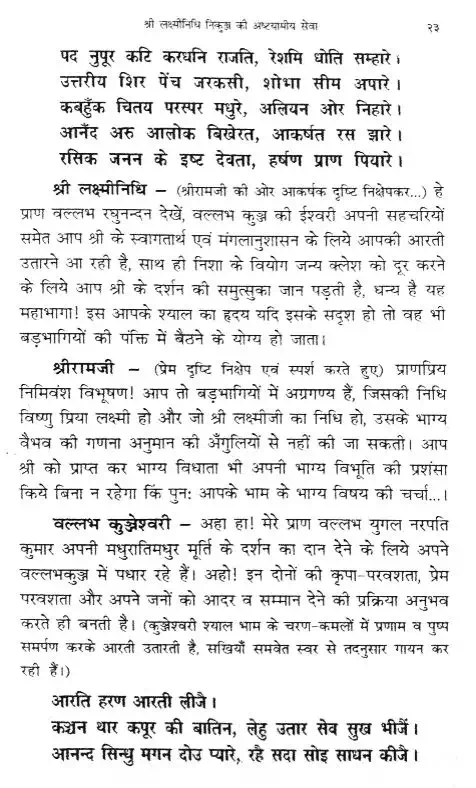 श्री लक्ष्मीनिधि निकुञ्ज की अष्टयामीय सेवा २३
पद नुपूर कटि करधनि राजति, रेशमि धोति सम्हारे।
उत्तरीय शिर पेंच जरकसी, शोभा सीम अपारे।
कबहुँक चितय परस्पर मधुरे, अलियन ओर निहारे।
आनँद अरु आलोक बिखेरत, आकर्षत रस झारे।
रसिक जनन के इष्ट देवता, हर्षण प्राण पियारे।
श्री लक्ष्मीनिधि – (श्रीरामजी की ओर आकर्षक दृष्टि निक्षेपकर...) हे
प्राण वल्लभ रघुनन्दन देखें, वल्लभ कुञ्ज की ईश्वरी अपनी सहचरियों
समेत आप श्री के स्वागतार्थ एवं मंगलानुशासन के लिये आपकी आरती
उतारने आ रही है, साथ ही निशा के वियोग जन्य क्लेश को दूर करने
के लिये आप श्री के दर्शन की समुत्सुका जान पड़ती है, धन्य है यह
महाभागा! इस आपके श्याल का हृदय यदि इसके सदृश हो तो वह भी
बड़भागियों की पंक्ति में बैठने के योग्य हो जाता।
श्रीरामजी – (प्रेम दृष्टि निक्षेप एवं स्पर्श करते हुए) प्राणप्रिय
निमिवंश विभूषण! आप तो बड़भागियों में अग्रगण्य हैं, जिसकी निधि
विष्णु प्रिया लक्ष्मी हो और जो श्री लक्ष्मीजी का निधि हो, उसके भाग्य
वैभव की गणना अनुमान की अँगुलियों से नहीं की जा सकती। आप
श्री को प्राप्त कर भाग्य विधाता भी अपनी भाग्य विभूति की प्रशंसा
किये बिना न रहेगा किं पुन: आपके भाम के भाग्य विषय की चर्चा...।
वल्लभ कुञ्जेश्वरी – अहा हा! मेरे प्राण वल्लभ युगल नरपति
कुमार अपनी मधुरातिमधुर मूर्ति के दर्शन का दान देने के लिये अपने
वल्लभकुञ्ज में पधार रहे हैं। अहो! इन दोनों की कृपा-परवशता, प्रेम
परवशता और अपने जनों को आदर व सम्मान देने की प्रक्रिया अनुभव
करते ही बनती है। (कुञ्जेश्वरी श्याल भाम के चरण-कमलों में प्रणाम व पुष्प
समर्पण करके आरती उतारती है, सखियाँ समवेत स्वर से तदनुसार गायन कर
रही हैं।)
आरति हरण आरती लीजै।
कञ्चन थार कपूर की बातिन, लेहु उतार सेव सुख भीजैं।
आनन्द सिन्धु मगन दोउ प्यारे, रहै सदा सोइ साधन कीजै।